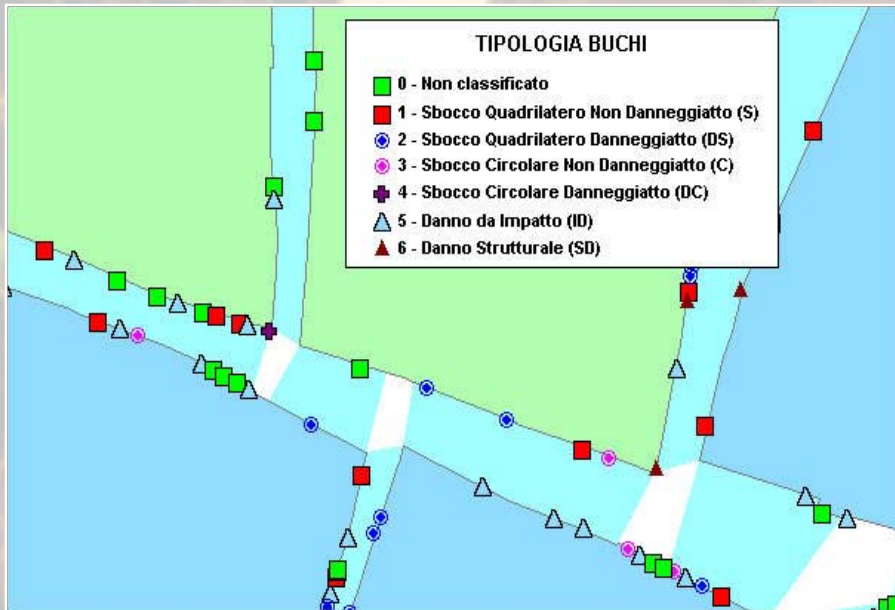 TIPOLOGIA BUCHI
0 - Non classificato
1 - Sbocco Quadrilatero Non Danneggiatto (S)
2 - Sbocco Quadrilatero Danneggiatto (DS)
3 - Sbocco Circolare Non Danneggiatto (C)
4 - Sbocco Circolare Danneggiatto (DC)
5 - Danno da Impatto (ID)
6 - Danno Strutturale (SD)